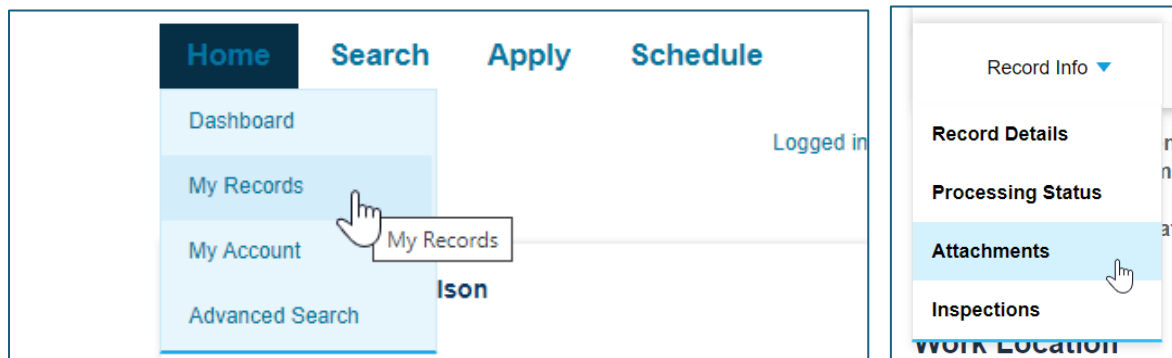 Home Search Apply Schedule
Dashboard
Logged in
My Records
My Records
My Account
lson
Advanced Search
Record Info
Record Details
Processing Status
Attachments
Inspections
Work Location